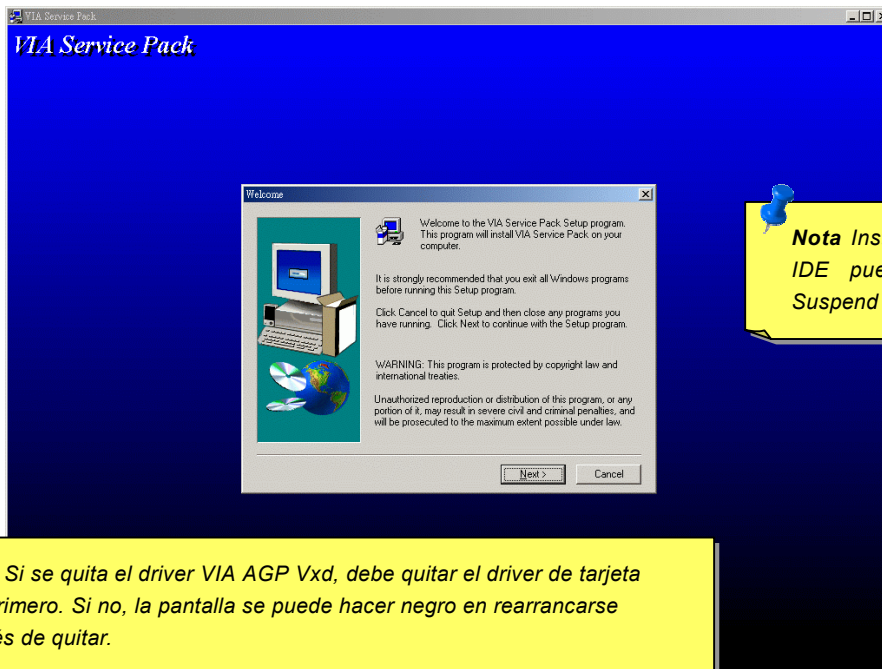 VIA Service Pack
VIA Service Pack
Welcome
Welcome to the VIA Service Pack Setup program.
This program will install VIA Service Pack on your
computer.
It is strongly recommended that you exit all Windows programs
before running this Setup program.
Click Cancel to quit Setup and then close any programs you
have running. Click Next to continue with the Setup program.
WARNING: This program is protected by copyright law and
international treaties.
Unauthorized reproduction or distribution of this program, or any
portion of it, may result in severe civil and criminal penalties, and
will be prosecuted to the maximum extent possible under law.
Next >
Cancel
Nota Ins
IDE pue
Suspend
Si se quita el driver VIA AGP Vxd, debe quitar el driver de tarjeta
rimero. Si no, la pantalla se puede hacer negro en rearrancarse
és de quitar.